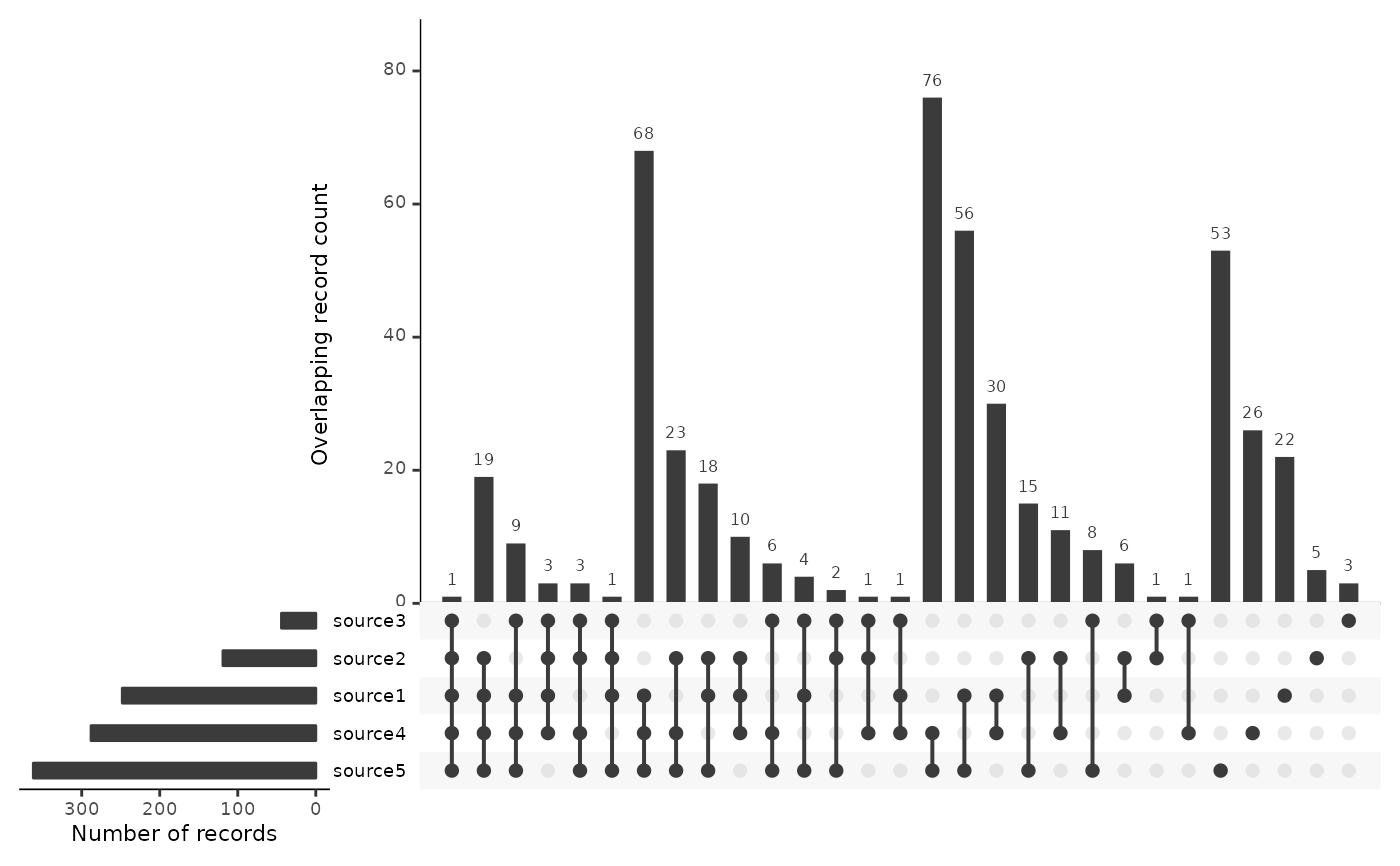 80
60
40
20
0
Overlapping record count
1 19 9 3 3 1 68 23 18 10 6 4 2 1 1 76 56 30 15 11 8 6 1 1 53 26 22 5 3
source3
source2
source1
source4
source5
300 200 100 0
Number of records